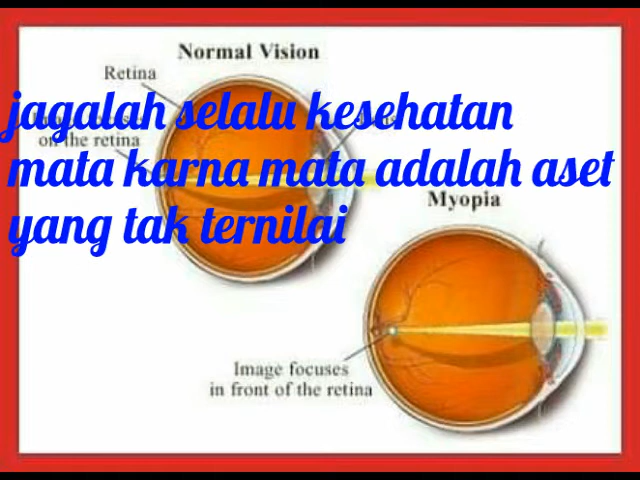 Normal Vision
Retina
jagalah selalu kesehatan
on the retina
mata karna mata adalah aset
Myopia
yang tak ternilai
Image focuses
in front of the retina